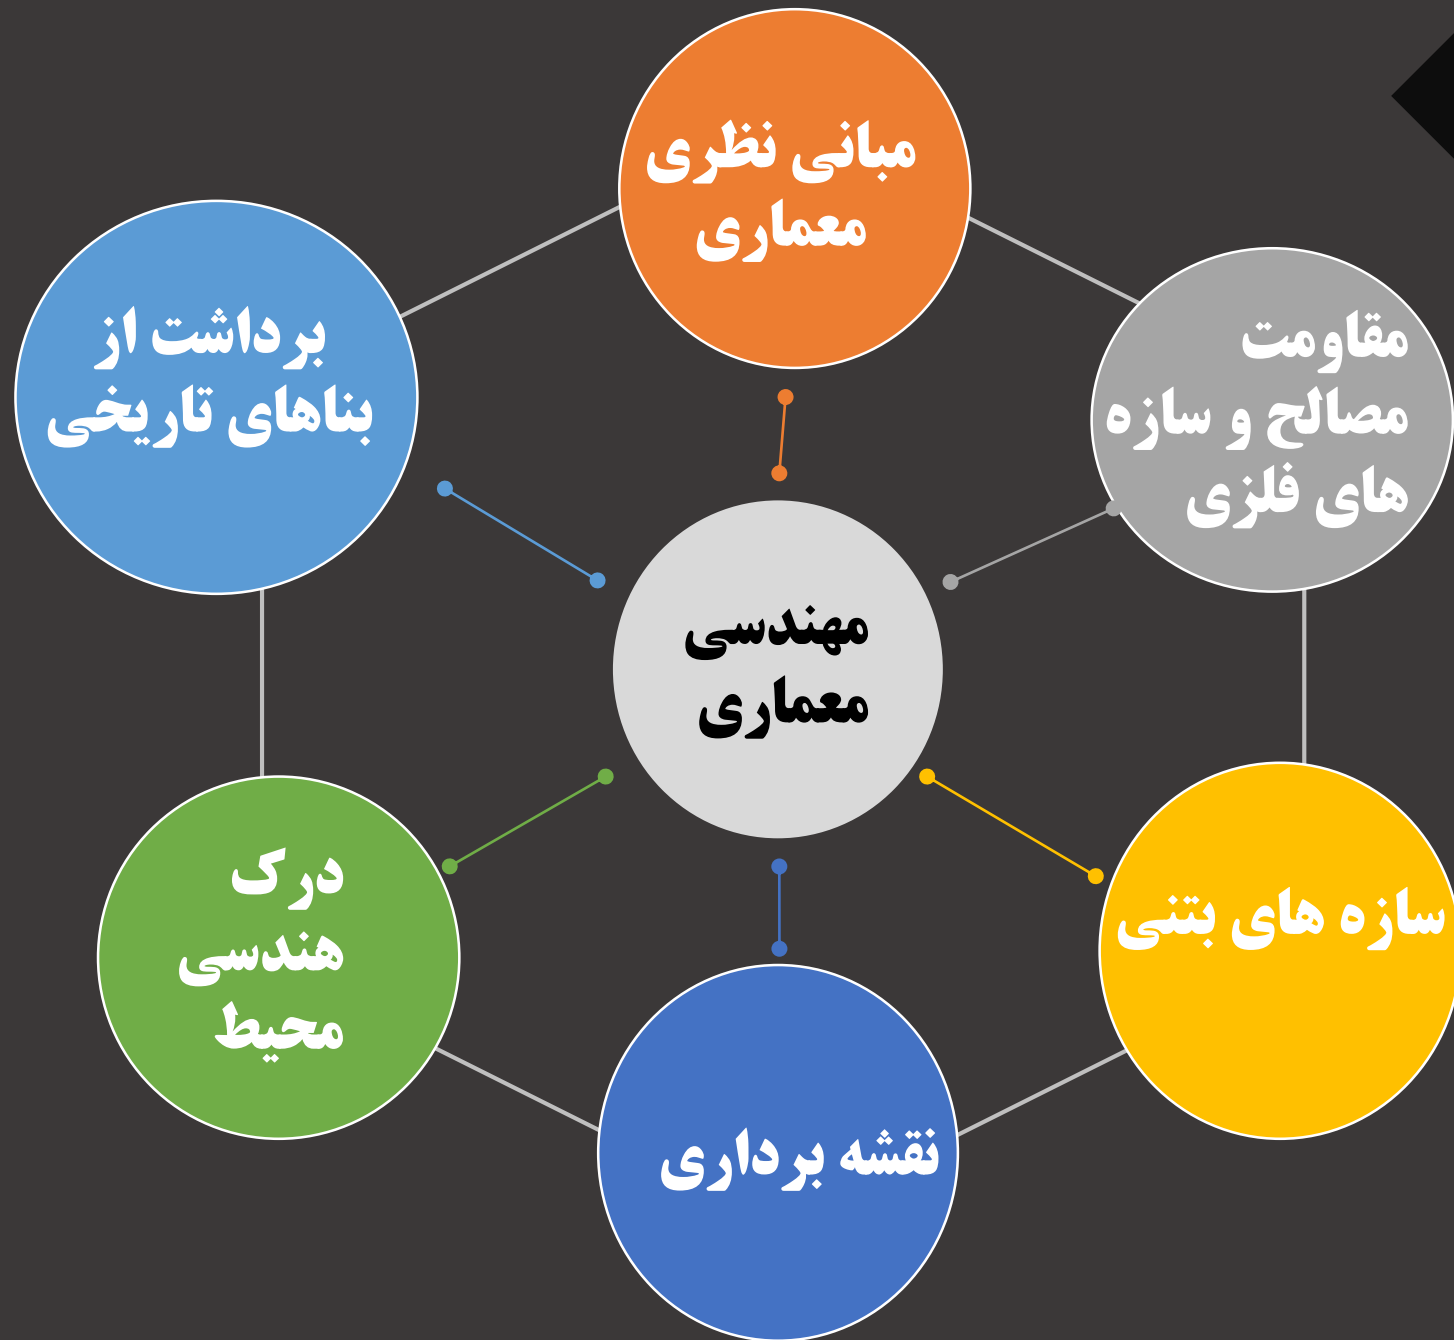 مبانی نظری
معماری
مقاومت
مصالح و سازه
های فلزی
برداشت از
بناهای تاریخی
مهندسی
معماری
سازه های بتنی
درک
هندسی
محیط
نقشه برداری